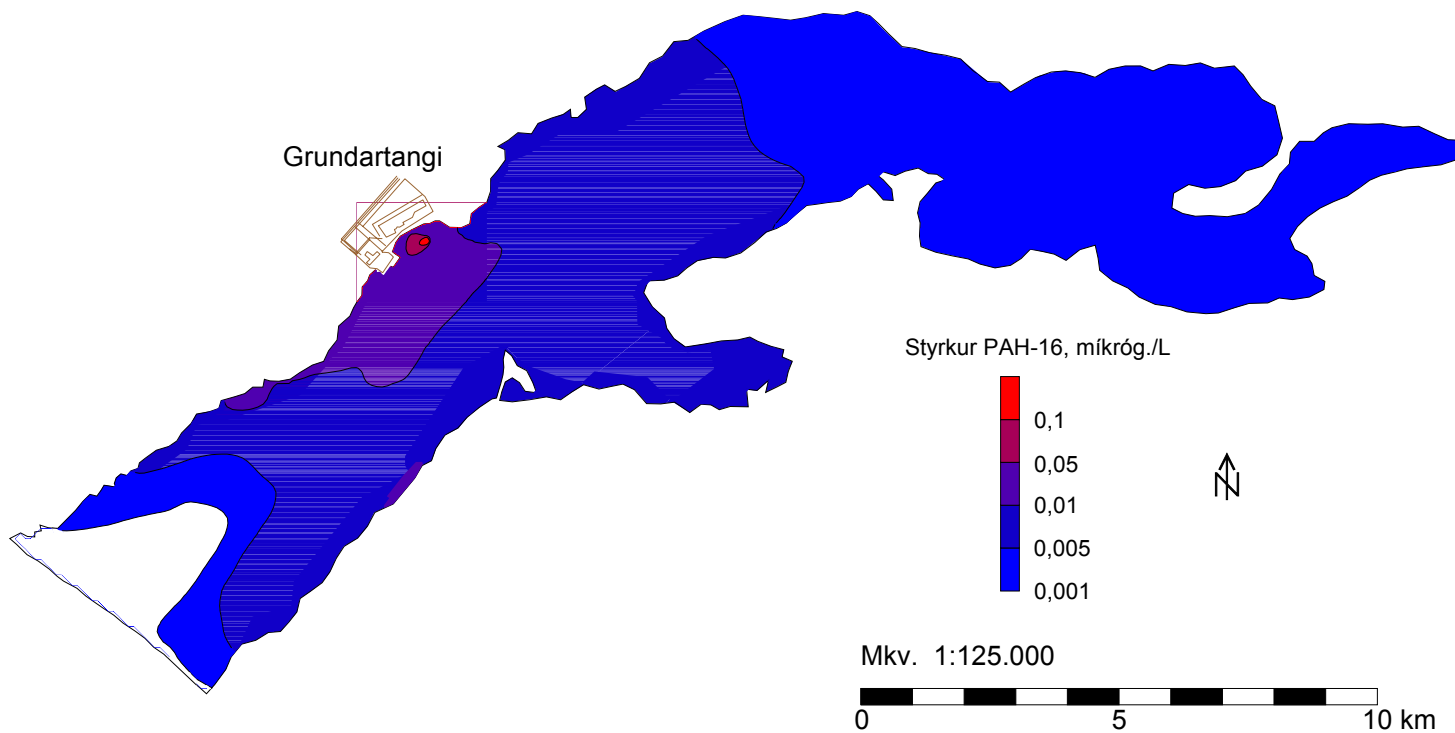 Grundartangi
Styrkur PAH-16, míkróg./L
0,1
0,05
0,01
0,005
0,001
N
Mkv. 1:125.000
0 5 10 km